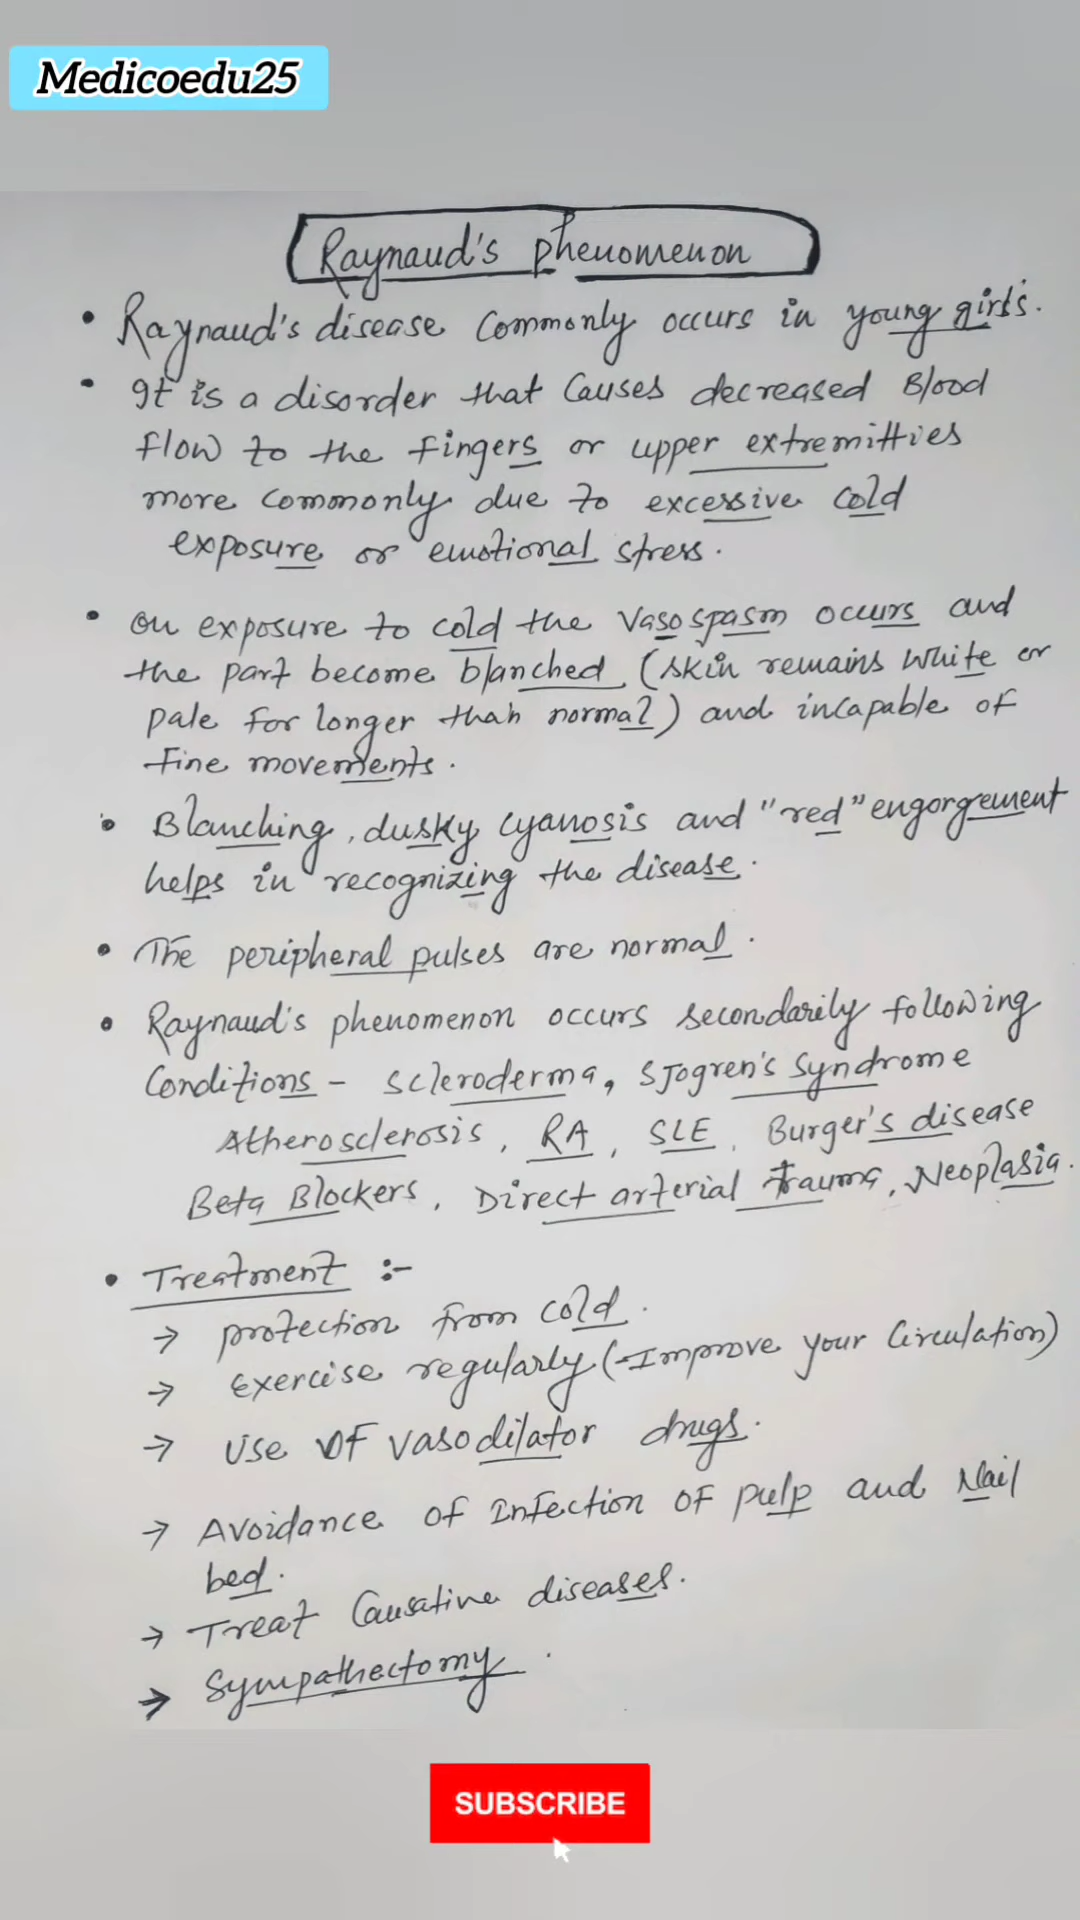 Medicoedu25
Raynaud's phenomenon
• Raynaud's disease commonly occurs in young girls.
• It is a disorder that causes decreased Blood
flow to the fingers or upper extremitties
more commonly due to excessive cold
exposure or emotional stress.
• On exposure to cold the vasospasm occurs and
the part become blanched (skin remains white or
pale for longer than normal) and incapable of
fine movements.
• Blanching, dusky cyanosis and "red" engorgement
helps in recognizing the disease.
• The peripheral pulses are normal.
• Raynaud's phenomenon occurs secondarily following
Conditions - scleroderma, Sjogren's Syndrome
Atherosclerosis, RA, SLE, Burger's disease
Beta Blockers, Direct arterial trauma, Neoplasia.
• Treatment :-
→ protection from cold.
→ Exercise regularly (-Improve your Circulation)
→ Use of vasodilator drugs.
→ Avoidance of Infection of pulp and Nail
bed.
→ Treat Causative diseases.
→ Sympathectomy.
SUBSCRIBE